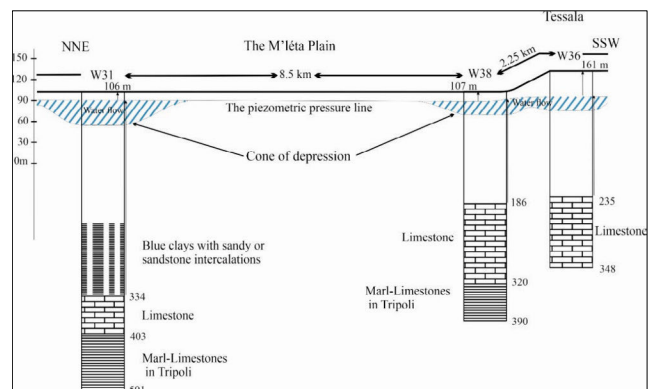 Tessala
NNE
The M'léta Plain
2.25 km
W36
SSW
150
120
90
60
30
0m
W31
8.5 km
W38
106 m
107 m
161 m
Water flow
The piezometric pressure line
Water flow
Cone of depression
186
235
Limestone
Limestone
Blue clays with sandy or
sandstone intercalations
320
348
334
Marl-Limestones
in Tripoli
390
Limestone
403
Marl-Limestones
in Tripoli